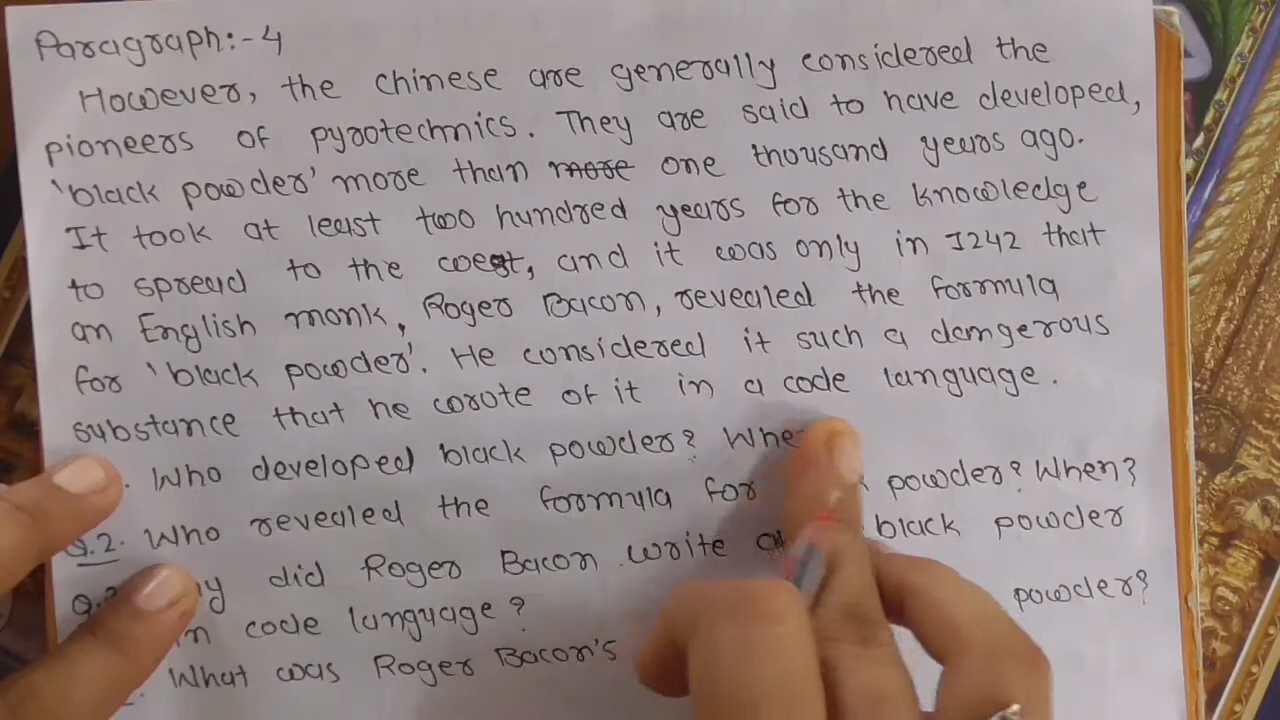 Paragraph:-4
However, the chinese are generally considered the
pioneers of pyrotechnics. They are said to have developed,
'black powder' more than more one thousand years ago.
It took at least two hundred years for the knowledge
to spread to the west, and it was only in 1242 that
an English monk, Roger Bacon, revealed the formula
for 'black powder'. He considered it such a dangerous
substance that he wrote of it in a code language.
Who developed black powder?
Q.2. Who revealed the formula for powder? When?
did Roger Bacon write black powder
in code language?
What was Roger Bacon's powder?